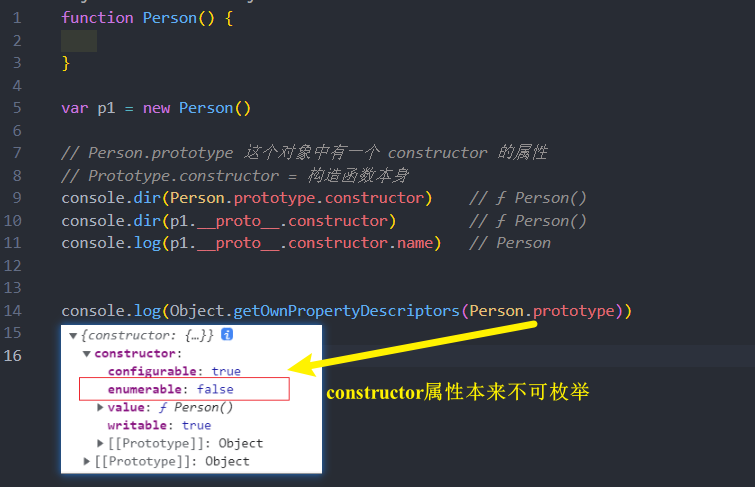 1 function Person() {
2
3 }
4
5 var p1 = new Person()
6
7 // Person.prototype 这个对象中有一个 constructor 的属性
8 // Prototype.constructor = 构造函数本身
9 console.dir(Person.prototype.constructor) // ƒ Person()
10 console.dir(p1.__proto__.constructor) // ƒ Person()
11 console.log(p1.__proto__.constructor.name) // Person
12
13
14 console.log(Object.getOwnPropertyDescriptors(Person.prototype))
15 ▼{constructor: {…}} i
16 ▼constructor:
configurable: true
enumerable: false
constructor属性本来不可枚举
▶value: ƒ Person()
writable: true
▶[[Prototype]]: Object
▶[[Prototype]]: Object